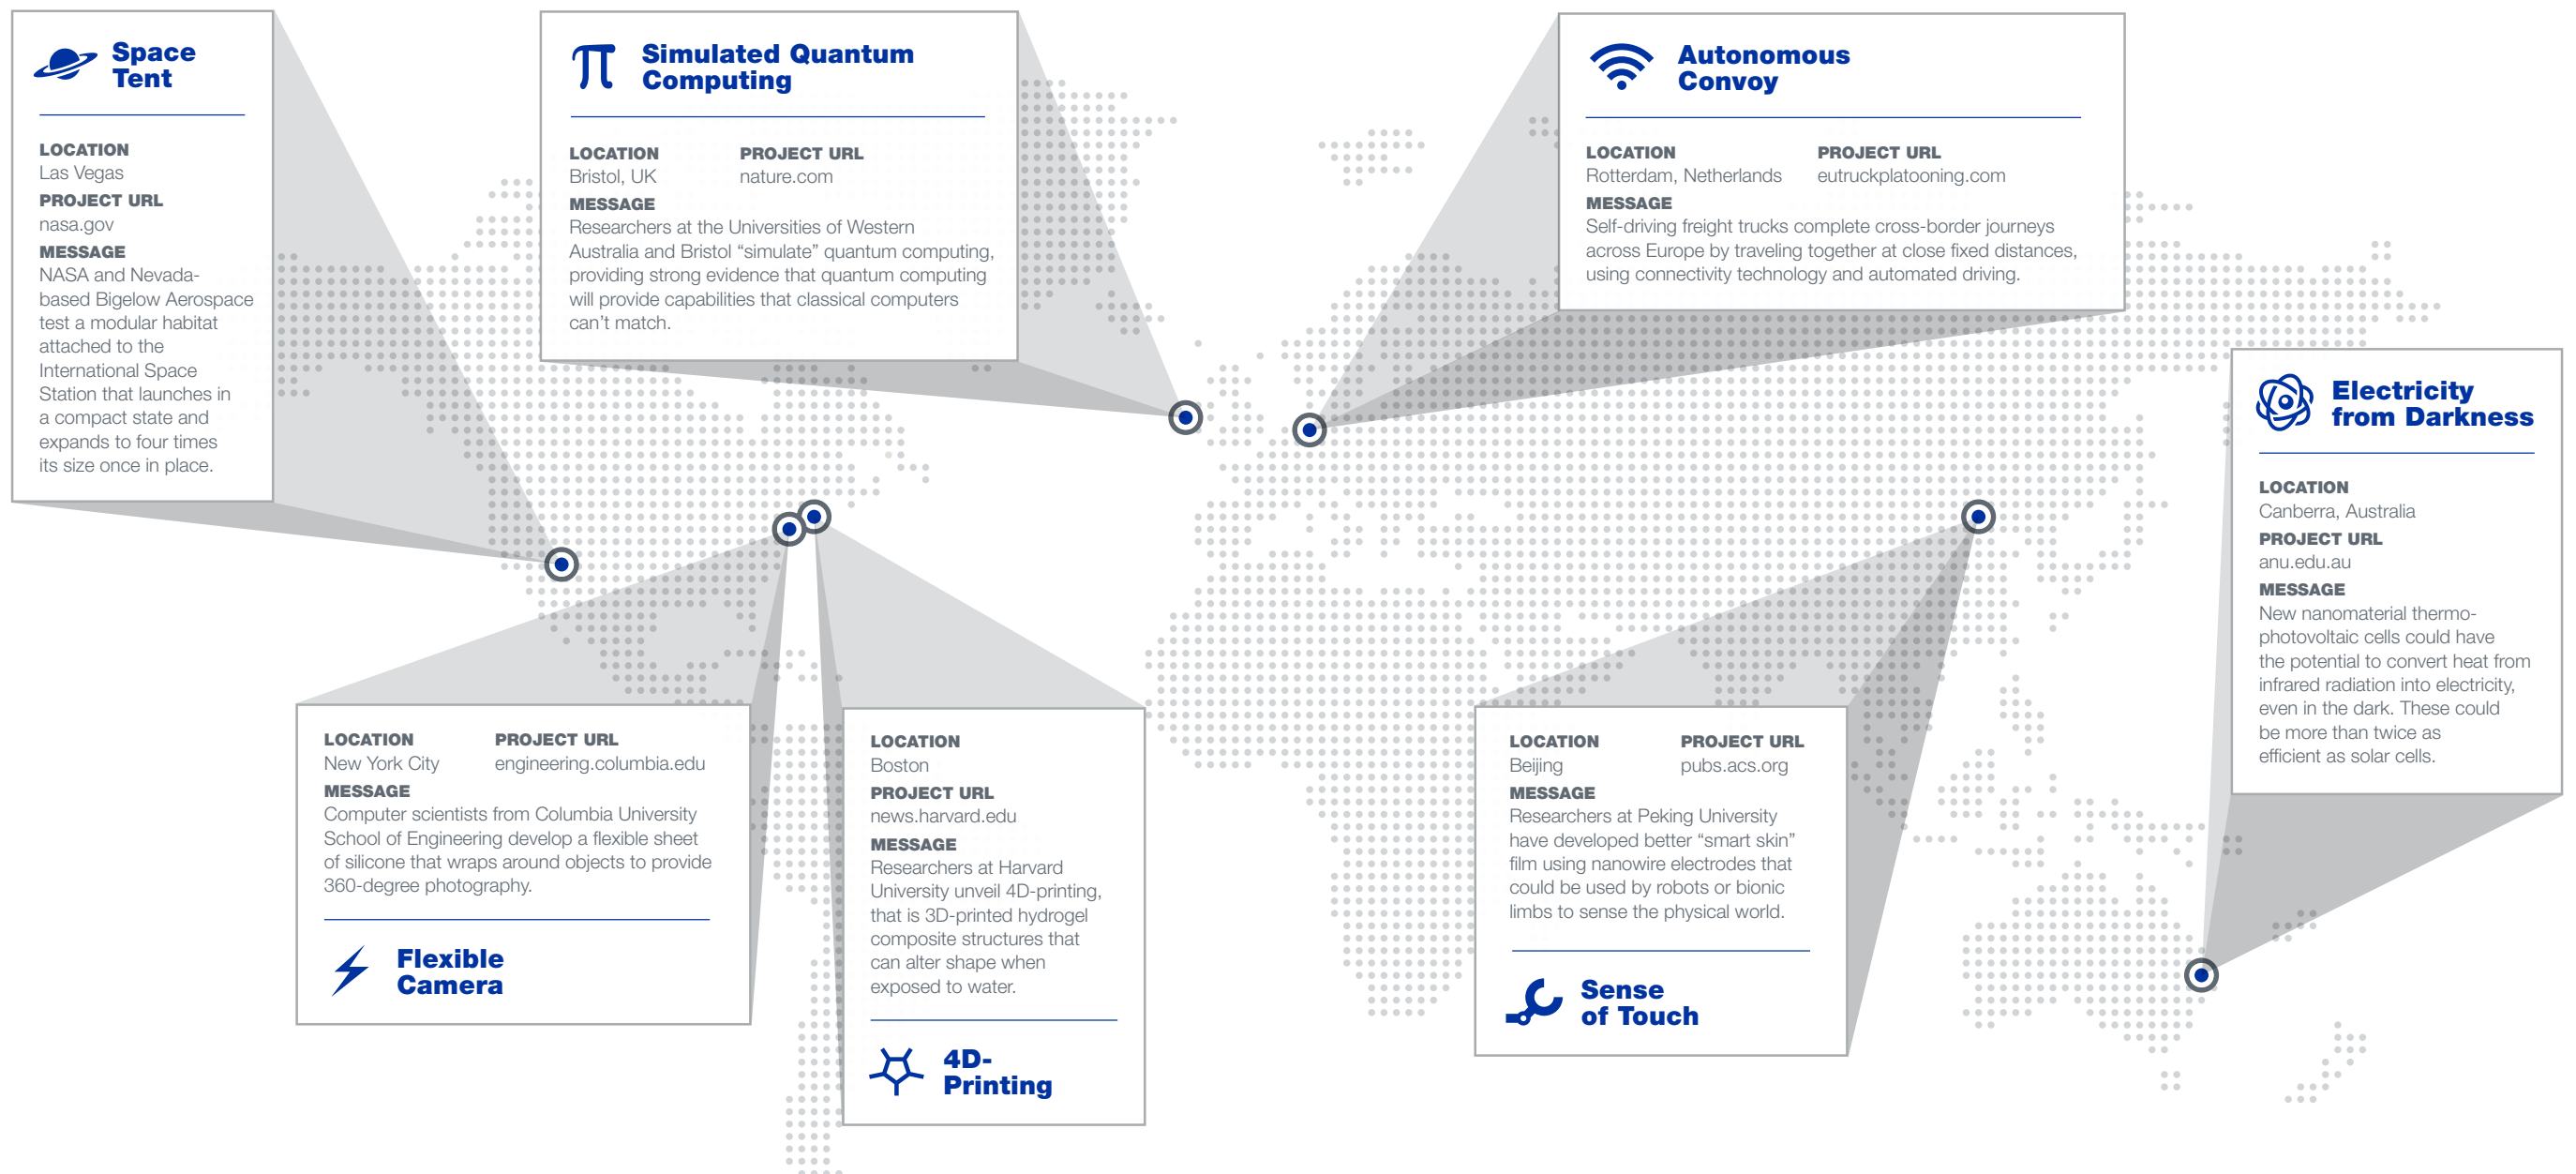 Space
Tent
LOCATION
Las Vegas
PROJECT URL
nasa.gov
MESSAGE
NASA and Nevada-
based Bigelow Aerospace
test a modular habitat
attached to the
International Space
Station that launches in
a compact state and
expands to four times
its size once in place.
Simulated Quantum
Computing
LOCATION
Bristol, UK
PROJECT URL
nature.com
MESSAGE
Researchers at the Universities of Western
Australia and Bristol “simulate” quantum computing,
providing strong evidence that quantum computing
will provide capabilities that classical computers
can’t match.
Autonomous
Convoy
LOCATION
Rotterdam, Netherlands
PROJECT URL
eutruckplatooning.com
MESSAGE
Self-driving freight trucks complete cross-border journeys
across Europe by traveling together at close fixed distances,
using connectivity technology and automated driving.
Electricity
from Darkness
LOCATION
Canberra, Australia
PROJECT URL
anu.edu.au
MESSAGE
New nanomaterial thermo-
photovoltaic cells could have
the potential to convert heat from
infrared radiation into electricity,
even in the dark. These could
be more than twice as
efficient as solar cells.
LOCATION
New York City
PROJECT URL
engineering.columbia.edu
MESSAGE
Computer scientists from Columbia University
School of Engineering develop a flexible sheet
of silicone that wraps around objects to provide
360-degree photography.
Flexible
Camera
LOCATION
Boston
PROJECT URL
news.harvard.edu
MESSAGE
Researchers at Harvard
University unveil 4D-printing,
that is 3D-printed hydrogel
composite structures that
can alter shape when
exposed to water.
4D-
Printing
LOCATION
Beijing
PROJECT URL
pubs.acs.org
MESSAGE
Researchers at Peking University
have developed better “smart skin”
film using nanowire electrodes that
could be used by robots or bionic
limbs to sense the physical world.
Sense
of Touch